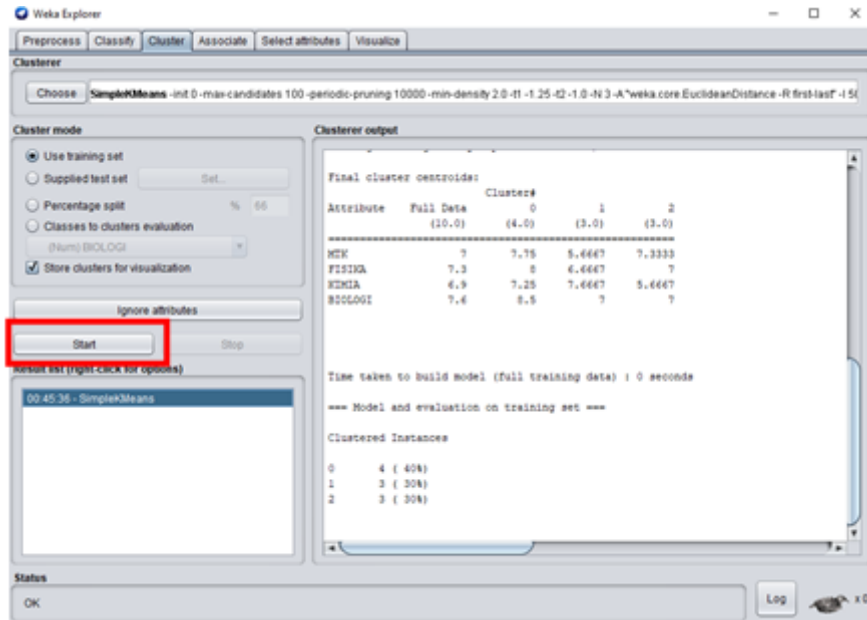 Weka Explorer
Preprocess Classify Cluster Associate Select attributes Visualize
Clusterer
Choose SimpleKMeans -init 0 -max-candidates 100 -periodic-pruning 10000 -min-density 2.0 -t1 -1.25 -t2 -1.0 -N 3 -A "weka.core.EuclideanDistance -R first-last" -I
Cluster mode
Use training set
Supplied test set Set...
Percentage split % 66
Classes to clusters evaluation
(Num) BIOLOGI
Store clusters for visualization
Ignore attributes
Start Stop
Result list (right-click for options)
00:45:36 - SimpleKMeans
Clusterer output
Final cluster centroids:
Cluster#
Attribute Full Data 0 1 2
(10.0) (4.0) (3.0) (3.0)
MTK 7 7.75 5.6667 7.3333
FISIKA 7.3 8 6.6667 7
KIMIA 6.9 7.25 7.6667 5.6667
BIOLOGI 7.6 8.5 7 7
Time taken to build model (full training data) : 0 seconds
=== Model and evaluation on training set ===
Clustered Instances
0 4 ( 40%)
1 3 ( 30%)
2 3 ( 30%)
Status
OK
Log
x 0